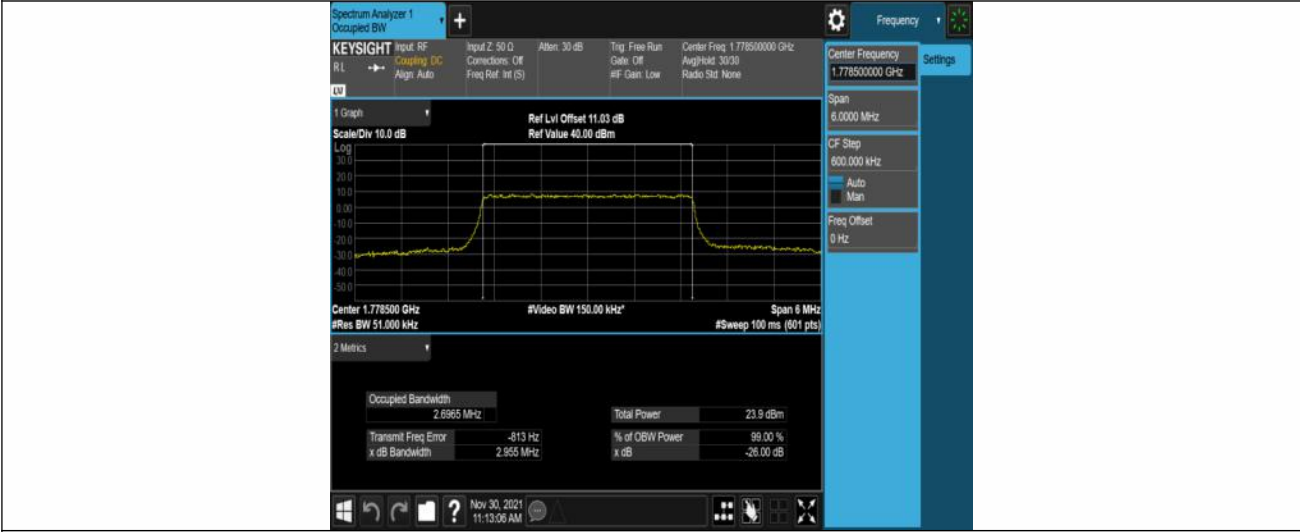 Spectrum Analyzer 1
Occupied BW
+
Frequency
KEYSIGHT
RL
Input: RF
Coupling: DC
Align: Auto
Input Z: 50 Ω
Corrections: Off
Freq Ref: Int (S)
Atten: 30 dB
Trig: Free Run
Gate: Off
#IF Gain: Low
Center Freq: 1.778500000 GHz
Avg|Hold: 30/30
Radio Std: None
Center Frequency
1.778500000 GHz
Settings
Span
6.0000 MHz
CF Step
600.000 kHz
Auto
Man
Freq Offset
0 Hz
1 Graph
Scale/Div 10.0 dB
Ref Lvl Offset 11.03 dB
Ref Value 40.00 dBm
Log
30.0
20.0
10.0
0.00
-10.0
-20.0
-30.0
-40.0
-50.0
Center 1.778500 GHz
#Video BW 150.00 kHz*
Span 6 MHz
#Res BW 51.000 kHz
#Sweep 100 ms (601 pts)
2 Metrics
Occupied Bandwidth
2.6965 MHz
Total Power 23.9 dBm
Transmit Freq Error -813 Hz
% of OBW Power 99.00 %
x dB Bandwidth 2.955 MHz
x dB -26.00 dB
?
Nov 30, 2021
11:13:06 AM